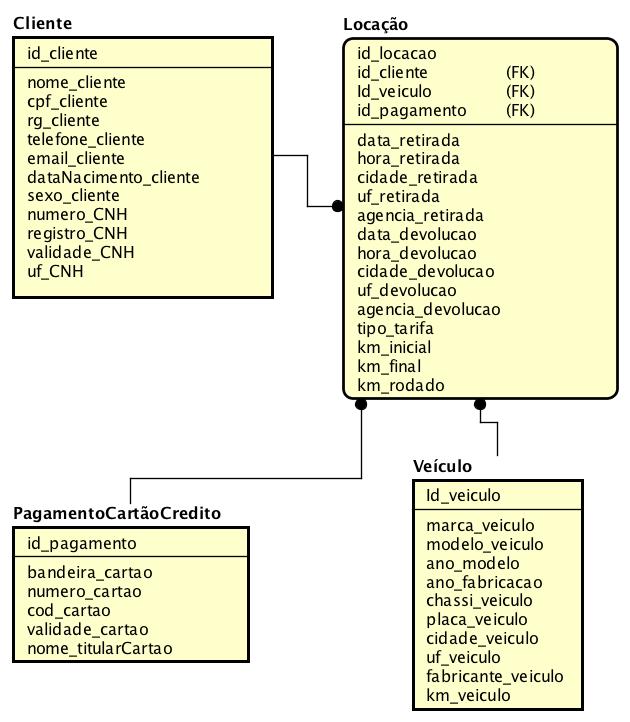 Cliente
id_cliente
nome_cliente
cpf_cliente
rg_cliente
telefone_cliente
email_cliente
dataNacimento_cliente
sexo_cliente
numero_CNH
registro_CNH
validade_CNH
uf_CNH
Locação
id_locacao
id_cliente (FK)
Id_veiculo (FK)
id_pagamento (FK)
data_retirada
hora_retirada
cidade_retirada
uf_retirada
agencia_retirada
data_devolucao
hora_devolucao
cidade_devolucao
uf_devolucao
agencia_devolucao
tipo_tarifa
km_inicial
km_final
km_rodado
PagamentoCartãoCredito
id_pagamento
bandeira_cartao
numero_cartao
cod_cartao
validade_cartao
nome_titularCartao
Veículo
Id_veiculo
marca_veiculo
modelo_veiculo
ano_modelo
ano_fabricacao
chassi_veiculo
placa_veiculo
cidade_veiculo
uf_veiculo
fabricante_veiculo
km_veiculo